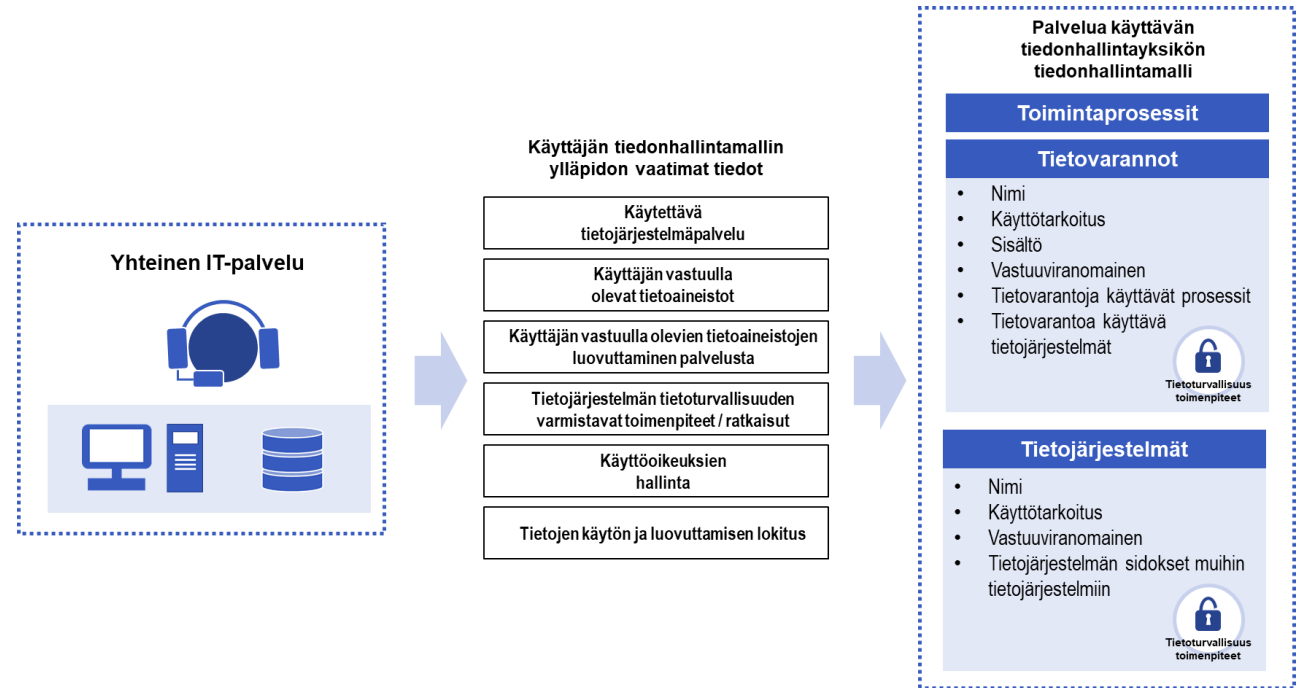 Yhteinen IT-palvelu
Käyttäjän tiedonhallintamallin
ylläpidon vaatimat tiedot
Käytettävä
tietojärjestelmäpalvelu
Käyttäjän vastuulla
olevat tietoaineistot
Käyttäjän vastuulla olevien tietoaineistojen
luovuttaminen palvelusta
Tietojärjestelmän tietoturvallisuuden
varmistavat toimenpiteet / ratkaisut
Käyttöoikeuksien
hallinta
Tietojen käytön ja luovuttamisen lokitus
Palvelua käyttävän
tiedonhallintayksikön
tiedonhallintamalli
Toimintaprosessit
Tietovarannot
• Nimi
• Käyttötarkoitus
• Sisältö
• Vastuuviranomainen
• Tietovarantoja käyttävät prosessit
• Tietovarantoa käyttävä
tietojärjestelmät
Tietoturvallisuus
toimenpiteet
Tietojärjestelmät
• Nimi
• Käyttötarkoitus
• Vastuuviranomainen
• Tietojärjestelmän sidokset muihin
tietojärjestelmiin
Tietoturvallisuus
toimenpiteet